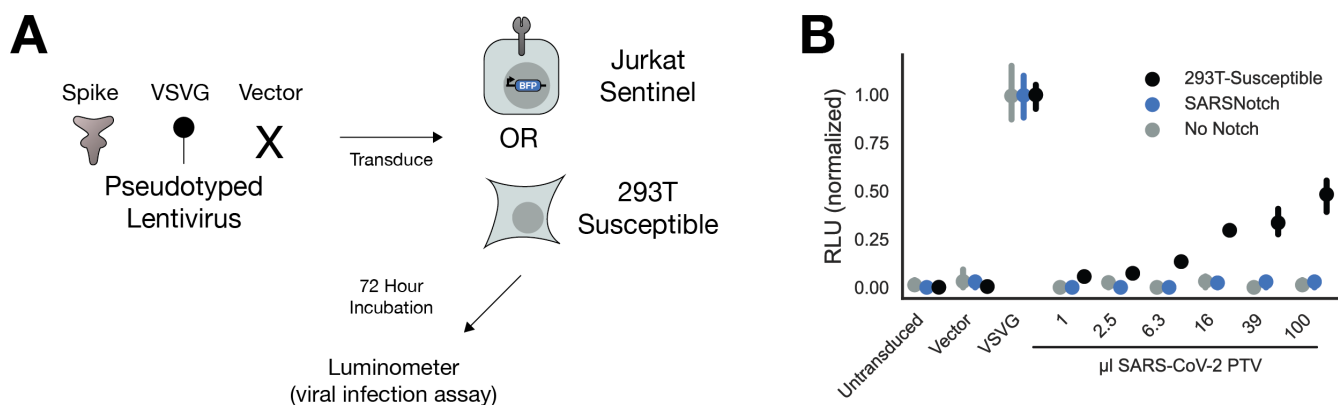 A
Spike VSVG Vector
X
Pseudotyped
Lentivirus
Transduce
BFP
Jurkat
Sentinel
OR
293T
Susceptible
72 Hour
Incubation
Luminometer
(viral infection assay)
B
RLU (normalized)
1.00
0.75
0.50
0.25
0.00
293T-Susceptible
SARSNotch
No Notch
Untransduced
Vector
VSVG
1
2.5
6.3
16
39
100
µl SARS-CoV-2 PTV